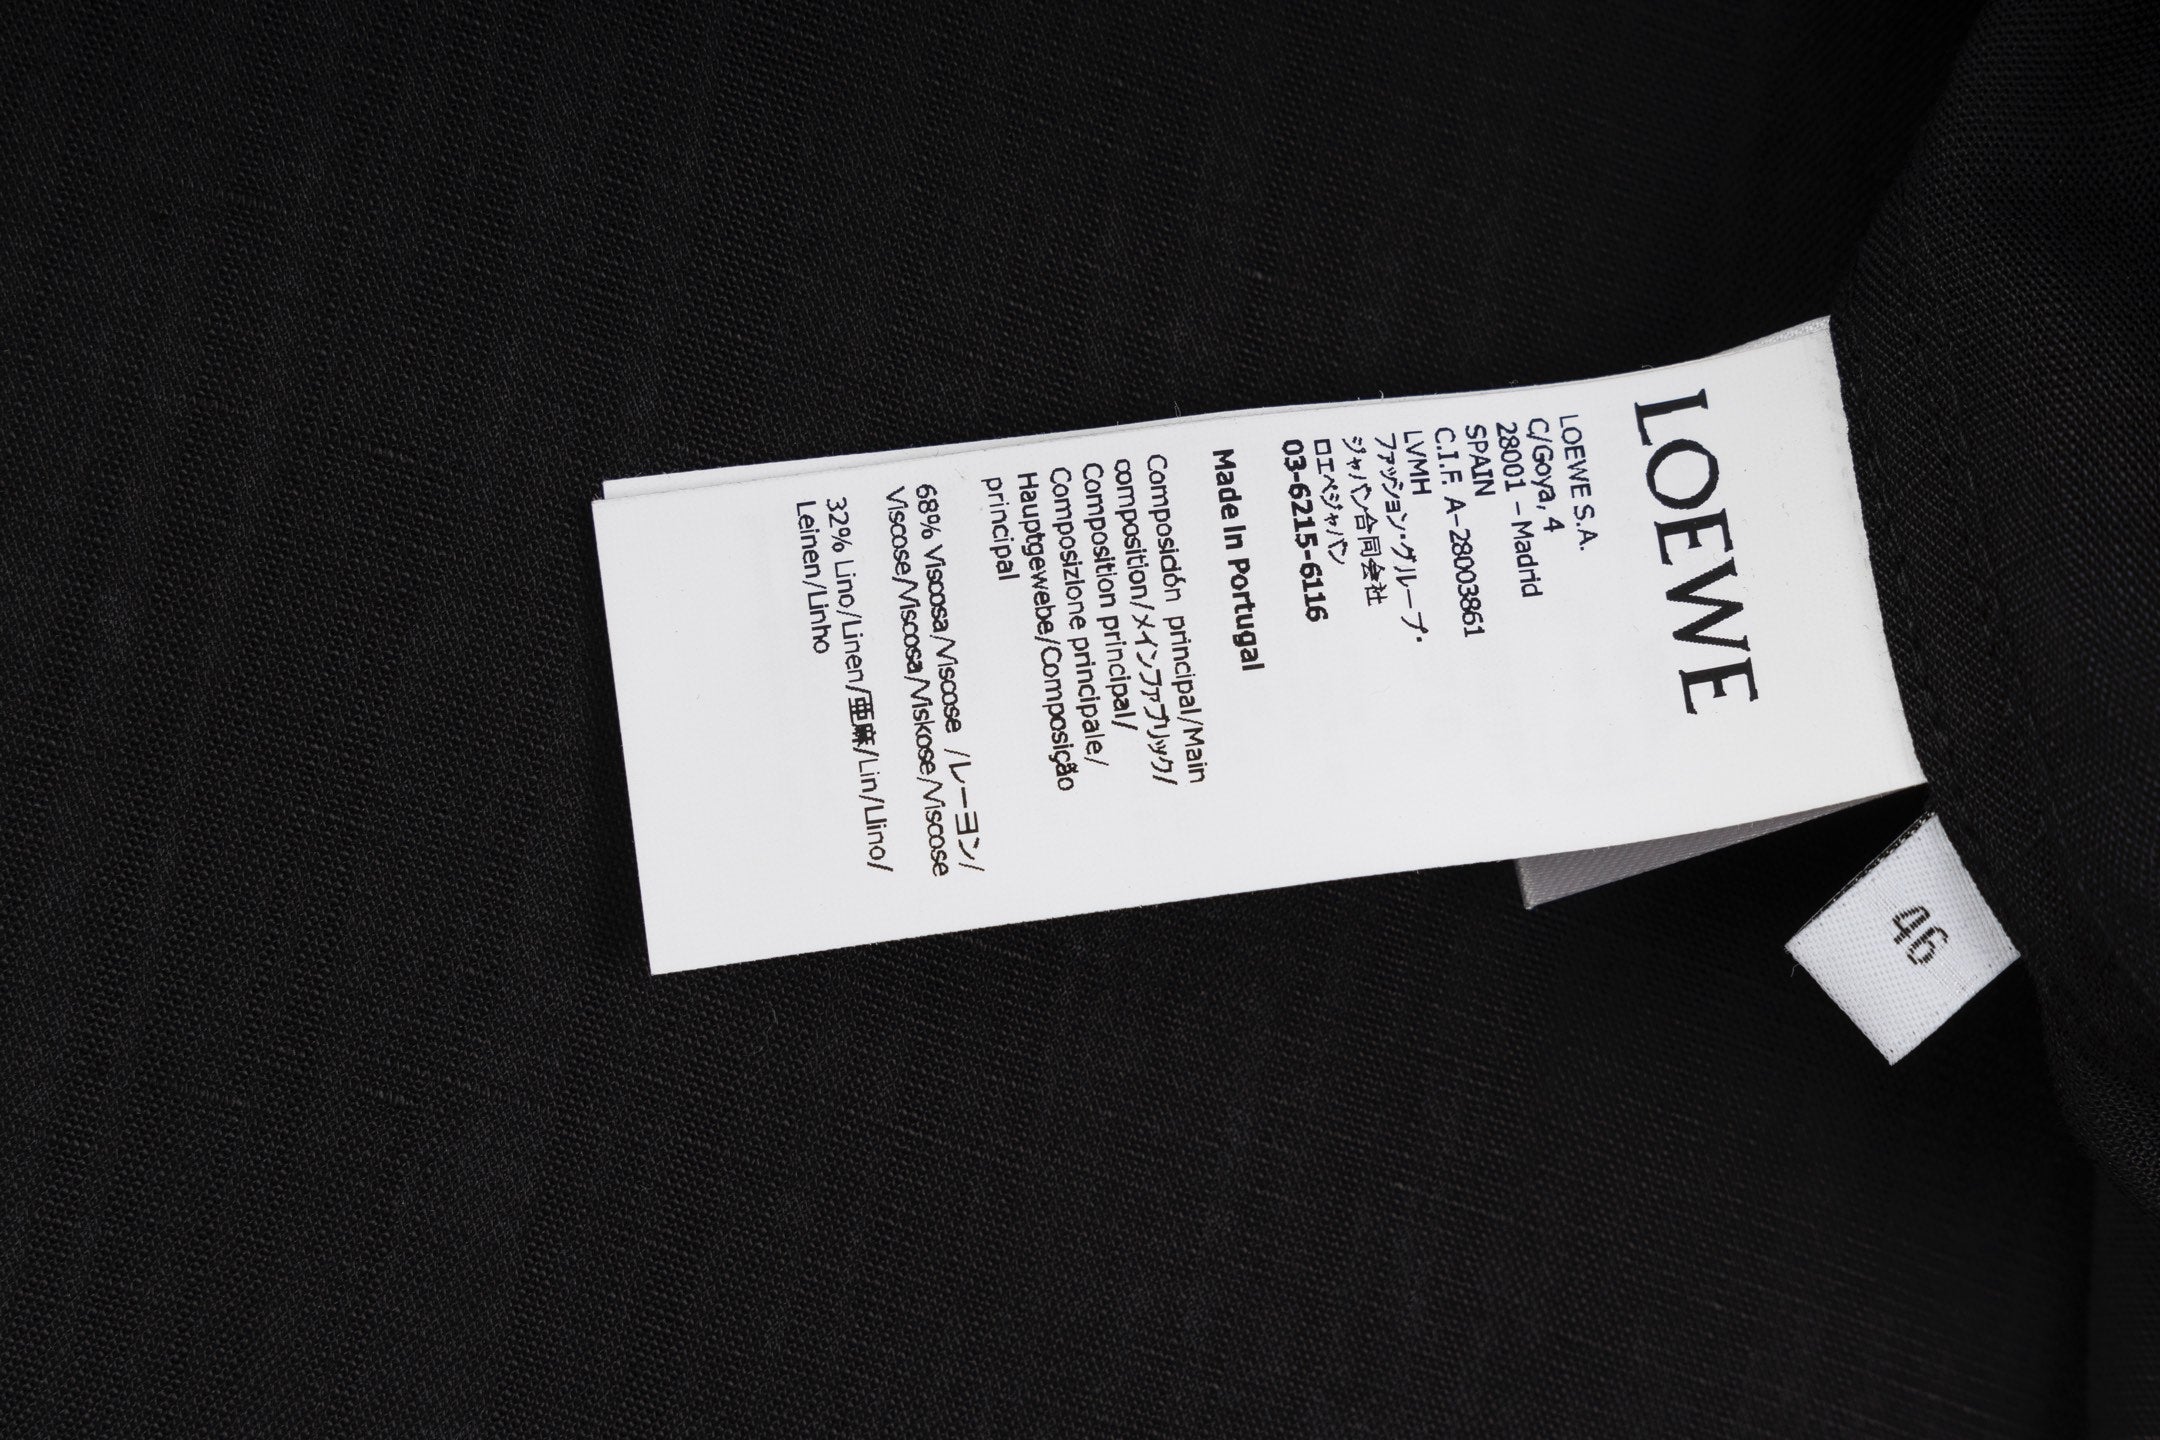 LOEWE
LOEWE S.A.
C/Goya, 4
28001 – Madrid
SPAIN
C.I.F. A-28003861
LVMH
ファッション・グループ・
ジャパン合同会社
ロエベジャパン
03-6215-6116
Made In Portugal
Composición principal/Main
composition/メインファブリック/
Composition principal/
Composizione principale/
Hauptgewebe/Composição
principal
68% Viscosa/Viscose /レーヨン/
Viscose/Viscosa/Viskose/Viscose
32% Lino/Linen/亜麻/Lin/Llino/
Leinen/Linho
46